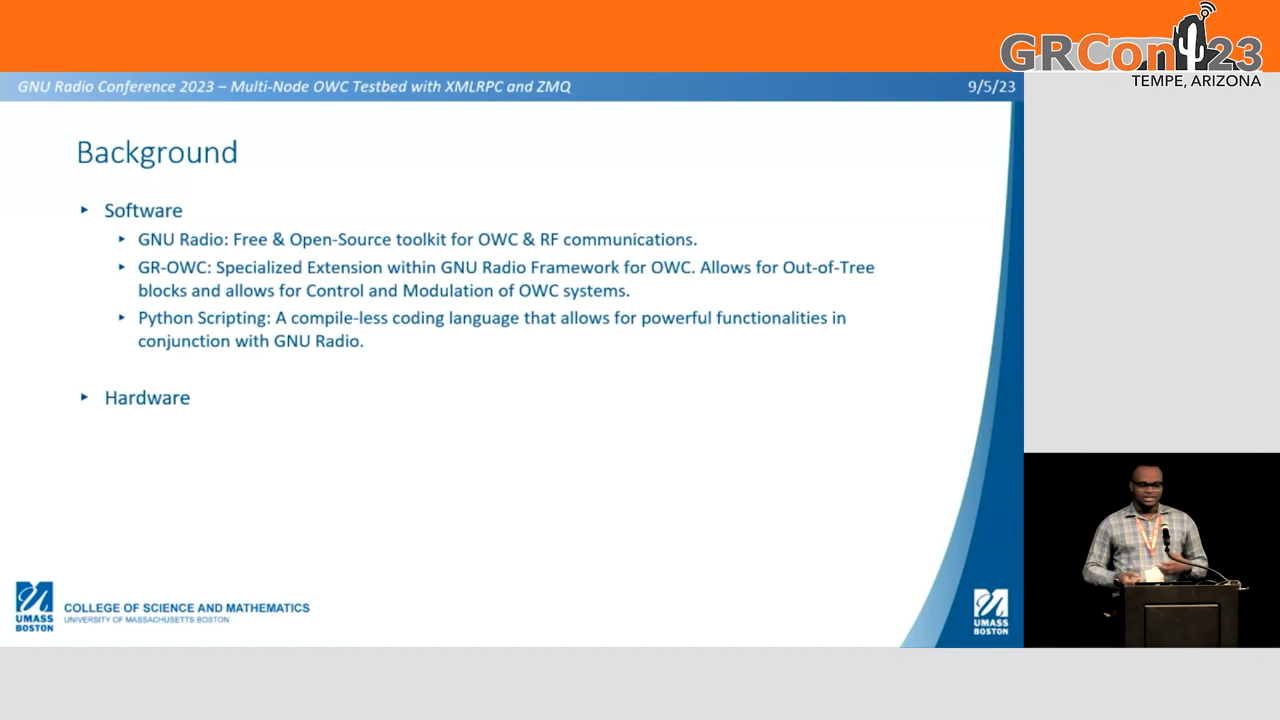 GRCon 23
TEMPE, ARIZONA
GNU Radio Conference 2023 – Multi-Node OWC Testbed with XMLRPC and ZMQ
9/5/23
Background
Software
GNU Radio: Free & Open-Source toolkit for OWC & RF communications.
GR-OWC: Specialized Extension within GNU Radio Framework for OWC. Allows for Out-of-Tree
blocks and allows for Control and Modulation of OWC systems.
Python Scripting: A compile-less coding language that allows for powerful functionalities in
conjunction with GNU Radio.
Hardware
UMASS
BOSTON
COLLEGE OF SCIENCE AND MATHEMATICS
UNIVERSITY OF MASSACHUSETTS BOSTON
UMASS
BOSTON